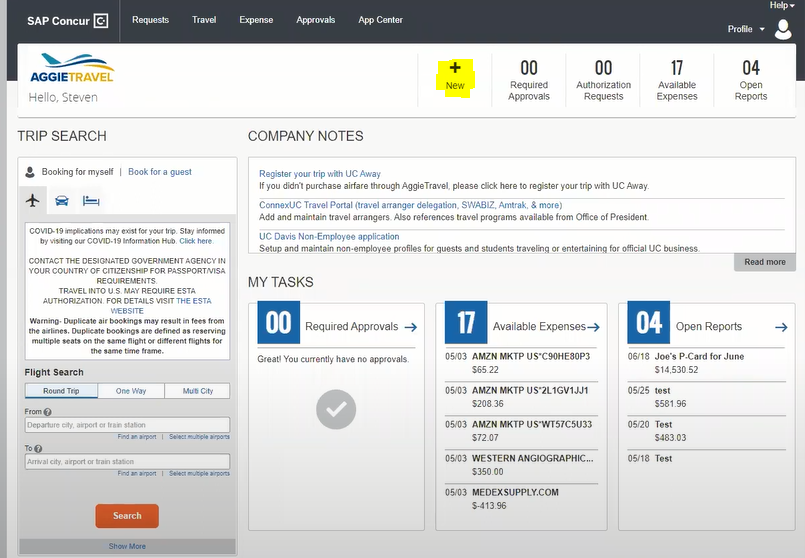 SAP Concur C
Requests
Travel
Expense
Approvals
App Center
Help
Profile
AGGIETRAVEL
Hello, Steven
+
New
00
Required
Approvals
00
Authorization
Requests
17
Available
Expenses
04
Open
Reports
TRIP SEARCH
Booking for myself | Book for a guest
COVID-19 implications may exist for your trip. Stay informed
by visiting our COVID-19 Information Hub. Click here.
CONTACT THE DESIGNATED GOVERNMENT AGENCY IN
YOUR COUNTRY OF CITIZENSHIP FOR PASSPORT/VISA
REQUIREMENTS.
TRAVEL INTO U.S. MAY REQUIRE ESTA
AUTHORIZATION. FOR DETAILS VISIT THE ESTA
WEBSITE
Warning- Duplicate air bookings may result in fees from
the airlines. Duplicate bookings are defined as reserving
multiple seats on the same flight or different flights for
the same time frame.
Flight Search
Round Trip
One Way
Multi City
From ?
Departure city, airport or train station
Find an airport | Select multiple airports
To ?
Arrival city, airport or train station
Find an airport | Select multiple airports
Search
Show More
COMPANY NOTES
Register your trip with UC Away
If you didn't purchase airfare through AggieTravel, please click here to register your trip with UC Away.
ConnexUC Travel Portal (travel arranger delegation, SWABIZ, Amtrak, & more)
Add and maintain travel arrangers. Also references travel programs available from Office of President.
UC Davis Non-Employee application
Setup and maintain non-employee profiles for guests and students traveling or entertaining for official UC business.
Read more
MY TASKS
00 Required Approvals →
Great! You currently have no approvals.
17 Available Expenses →
05/03 AMZN MKTP US*C90HE80P3
$65.22
05/03 AMZN MKTP US*2L1GV1JJ1
$208.36
05/03 AMZN MKTP US*WT57C5U33
$72.07
05/03 WESTERN ANGIOGRAPHIC...
$350.00
05/03 MEDEXSUPPLY.COM
$-413.96
04 Open Reports →
06/18 Joe's P-Card for June
$14,530.52
05/25 test
$581.96
05/20 Test
$483.03
05/18 Test